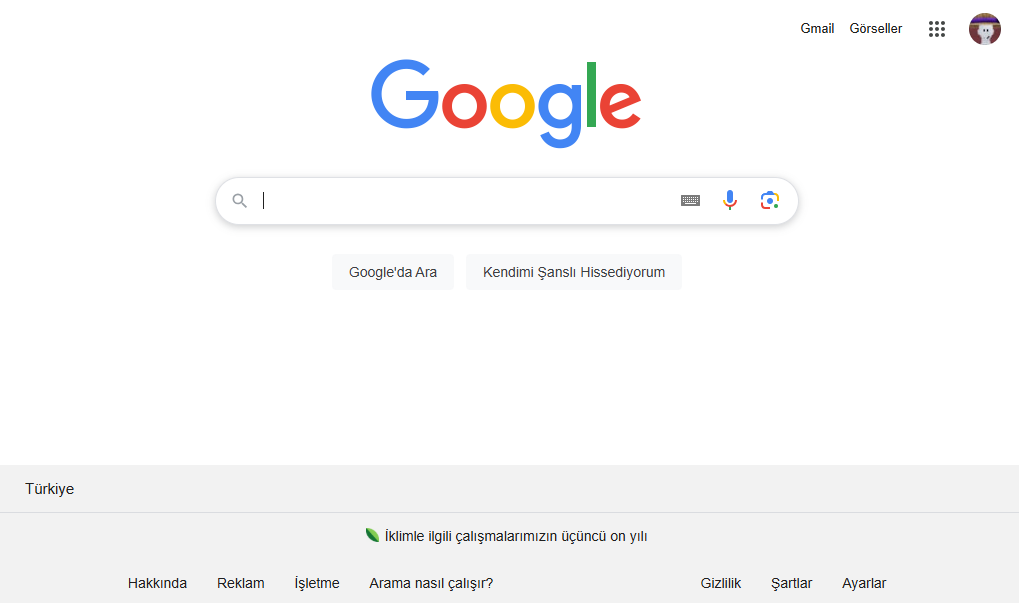 Gmail Görseller
Google
Google'da Ara Kendimi Şanslı Hissediyorum
Türkiye
İklimle ilgili çalışmalarımızın üçüncü on yılı
Hakkında Reklam İşletme Arama nasıl çalışır? Gizlilik Şartlar Ayarlar